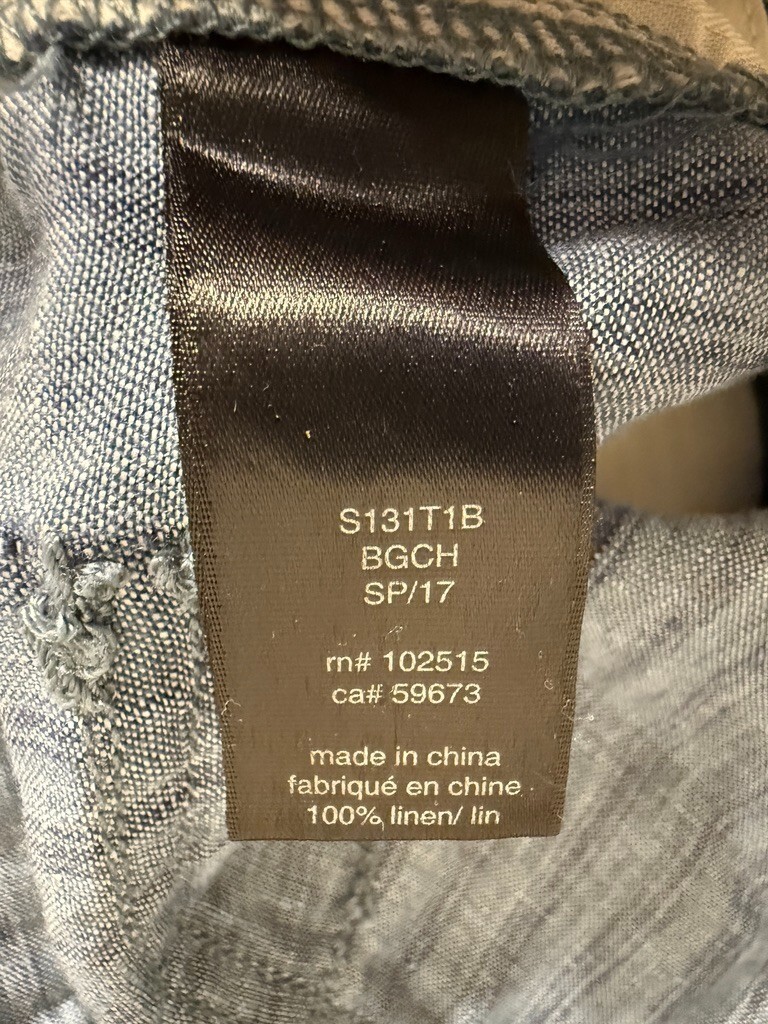 S131T1B
BGCH
SP/17
rn# 102515
ca# 59673
made in china
fabriqué en chine
100% linen/ lin